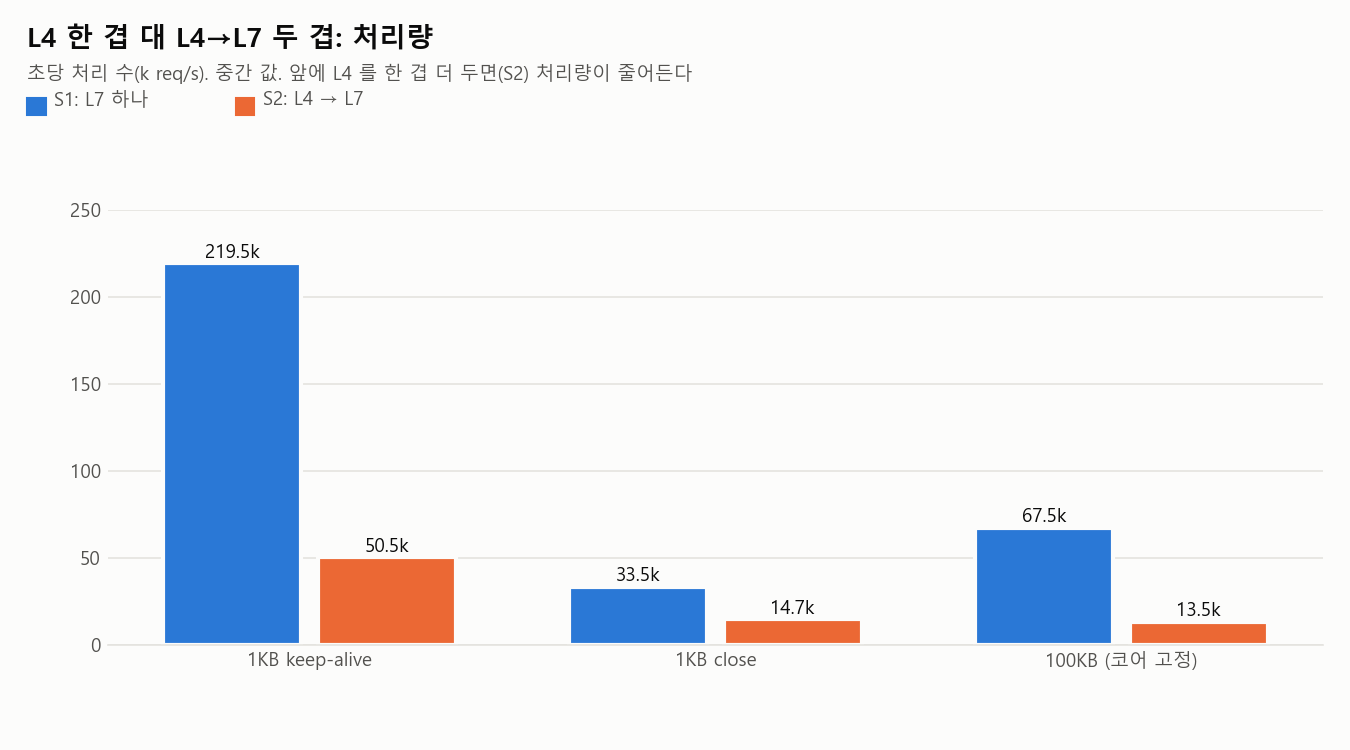 L4 한 겹 대 L4→L7 두 겹: 처리량
초당 처리 수(k req/s). 중간 값. 앞에 L4 를 한 겹 더 두면(S2) 처리량이 줄어든다
S1: L7 하나 S2: L4 → L7
250
219.5k
200
150
100
67.5k
50.5k
50
33.5k
14.7k
13.5k
0
1KB keep-alive 1KB close 100KB (코어 고정)